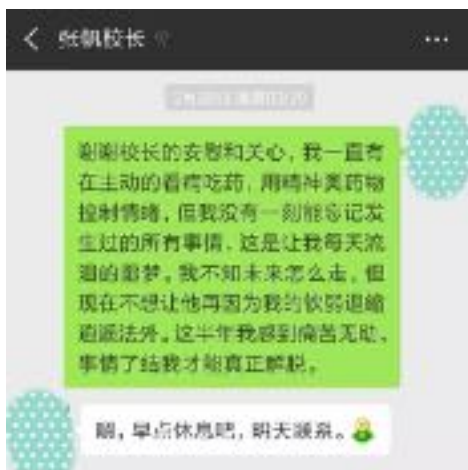 张帆校长
谢谢校长的安慰和关心，我一直有
在主动的看病吃药，用精神类药物
控制情绪，但我没有一刻能忘记发
生过的所有事情，这是让我每天流
泪的噩梦。我不知未来怎么走，但
现在不想让他再因为我的软弱退缩
逍遥法外。这半年我感到痛苦无助，
事情了结我才能真正解脱。
嗯，早点休息吧，明天联系。